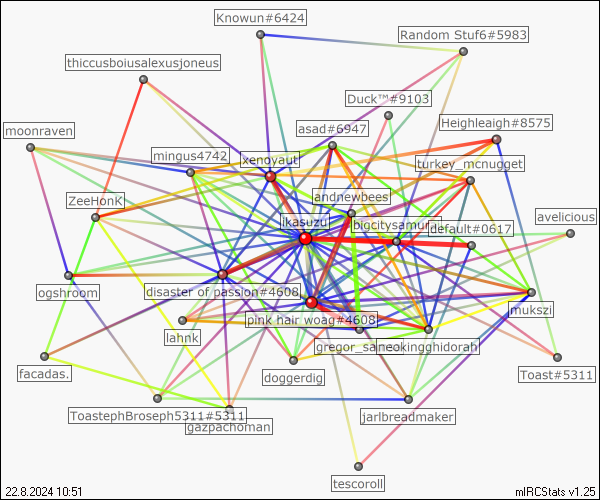 Knowun#6424
Random Stuf6#5983
thiccusboiusalexusjoneus
Duck™#9103
Heighleaigh#8575
asad#6947
moonraven
mingus4742
xenoyaut
turkey_mcnugget
ZeeHonK
andnewbees
ikasuzu
bigcitysamur
default#0617
avelicious
ogshroom
disaster of passion#4608
mukszi
pink hair woag#4608
lahnk
gregor_saneokingghidorah
facadas.
doggerdig
Toast#5311
ToastephBroseph5311#5311
jarlbreadmaker
gazpachoman
tescoroll
22.8.2024 10:51
mIRCStats v1.25